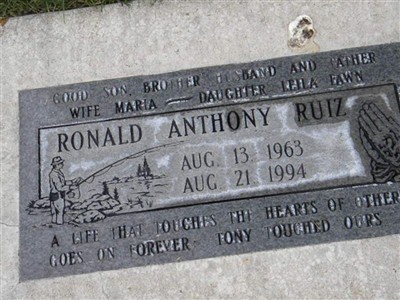 GOOD SON, BROTHER, HUSBAND AND FATHER
WIFE MARIA — DAUGHTER LEILA FAWN
RONALD ANTHONY RUIZ
AUG. 13, 1963
AUG 21, 1994
A LIFE THAT TOUCHES THE HEARTS OF OTHERS
GOES ON FOREVER. TONY TOUCHED OURS